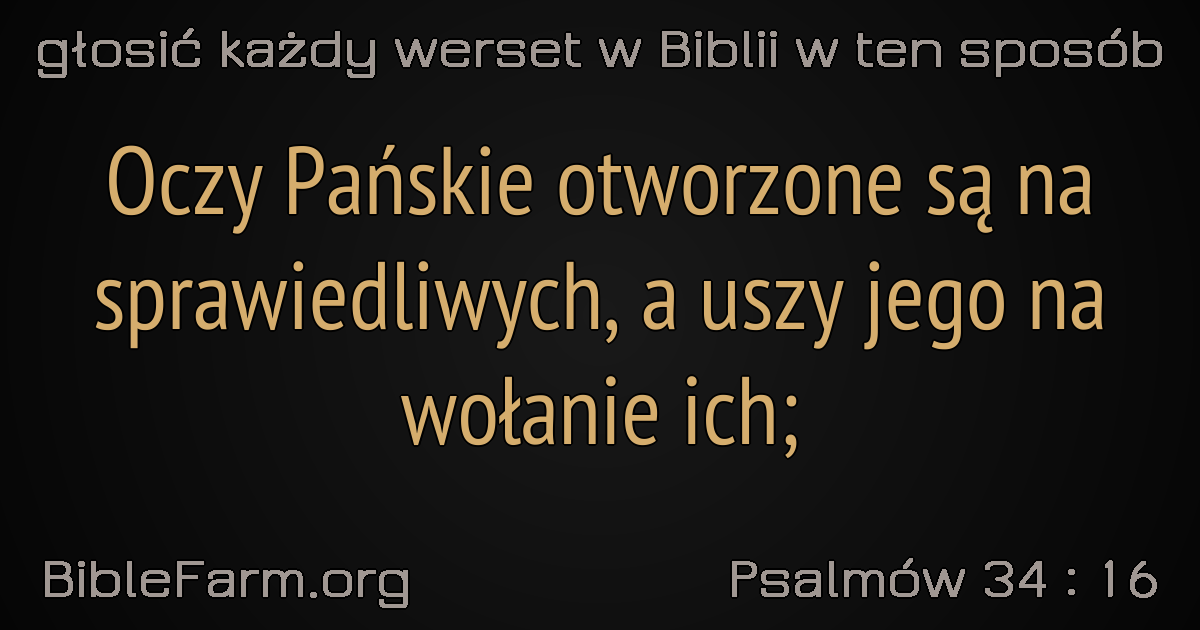 głosić każdy werset w Biblii w ten sposób
Oczy Pańskie otworzone są na
sprawiedliwych, a uszy jego na
wołanie ich;
BibleFarm.org
Psalmów 34 : 16